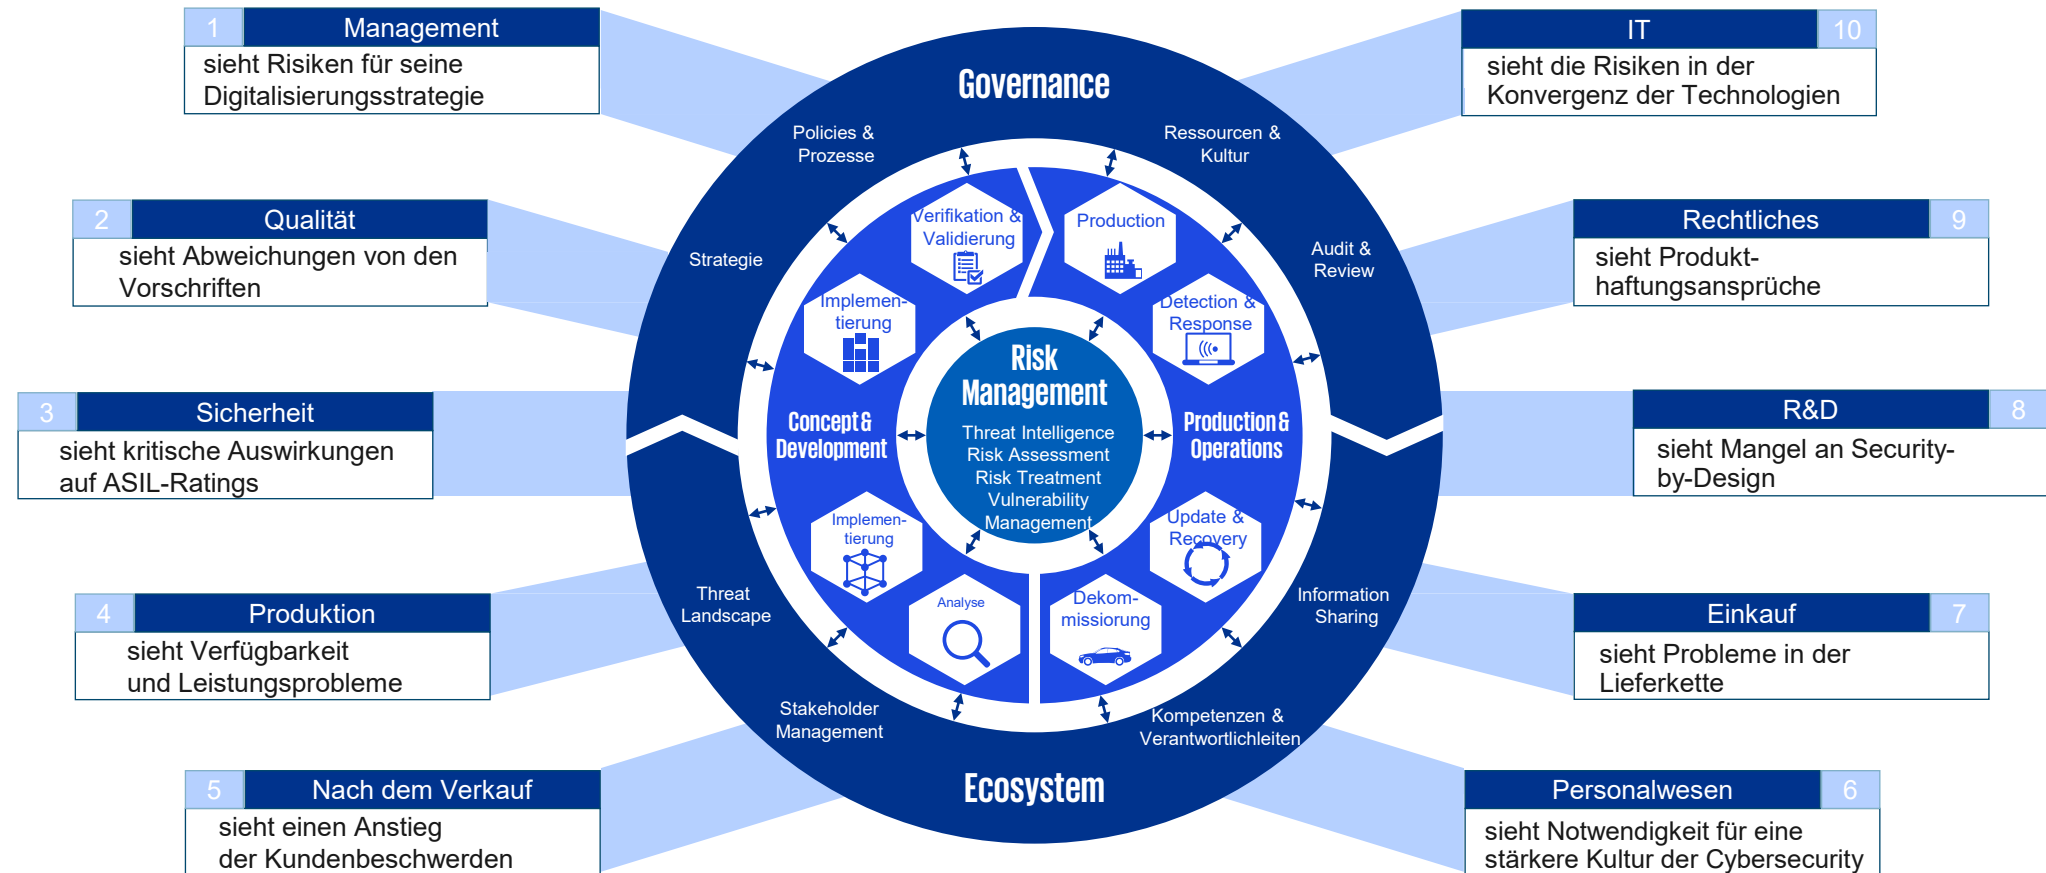 1 Management
sieht Risiken für seine
Digitalisierungsstrategie
2 Qualität
sieht Abweichungen von den
Vorschriften
3 Sicherheit
sieht kritische Auswirkungen
auf ASIL-Ratings
4 Produktion
sieht Verfügbarkeit
und Leistungsprobleme
5 Nach dem Verkauf
sieht einen Anstieg
der Kundenbeschwerden
Governance
Policies &
Prozesse
Ressourcen &
Kultur
Strategie
Audit &
Review
Verifikation &
Validierung
Production
Implemen-
tierung
Detection &
Response
Risk
Management
Threat Intelligence
Risk Assessment
Risk Treatment
Vulnerability
Management
Concept &
Development
Production &
Operations
Implemen-
tierung
Update &
Recovery
Analyse
Dekom-
missiorung
Threat
Landscape
Information
Sharing
Stakeholder
Management
Kompetenzen &
Verantwortlichleiten
Ecosystem
IT 10
sieht die Risiken in der
Konvergenz der Technologien
Rechtliches 9
sieht Produkt-
haftungsansprüche
R&D 8
sieht Mangel an Security-
by-Design
Einkauf 7
sieht Probleme in der
Lieferkette
Personalwesen 6
sieht Notwendigkeit für eine
stärkere Kultur der Cybersecurity